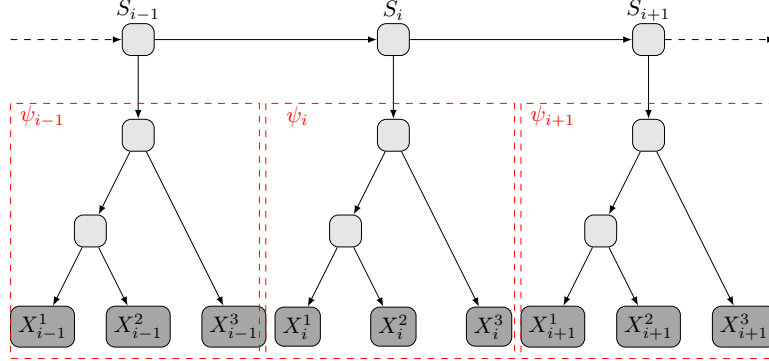 S_{i-1} S_i S_{i+1}
ψ_{i-1} ψ_i ψ_{i+1}
X^1_{i-1} X^2_{i-1} X^3_{i-1} X^1_i X^2_i X^3_i X^1_{i+1} X^2_{i+1} X^3_{i+1}